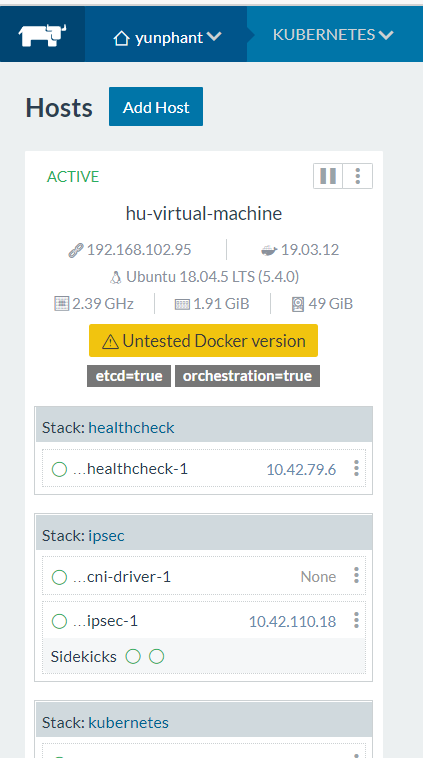 yunphant KUBERNETES
Hosts Add Host
ACTIVE
hu-virtual-machine
192.168.102.95 19.03.12
Ubuntu 18.04.5 LTS (5.4.0)
2.39 GHz 1.91 GiB 49 GiB
Untested Docker version
etcd=true orchestration=true
Stack: healthcheck
...healthcheck-1 10.42.79.6
Stack: ipsec
...cni-driver-1 None
...ipsec-1 10.42.110.18
Sidekicks
Stack: kubernetes